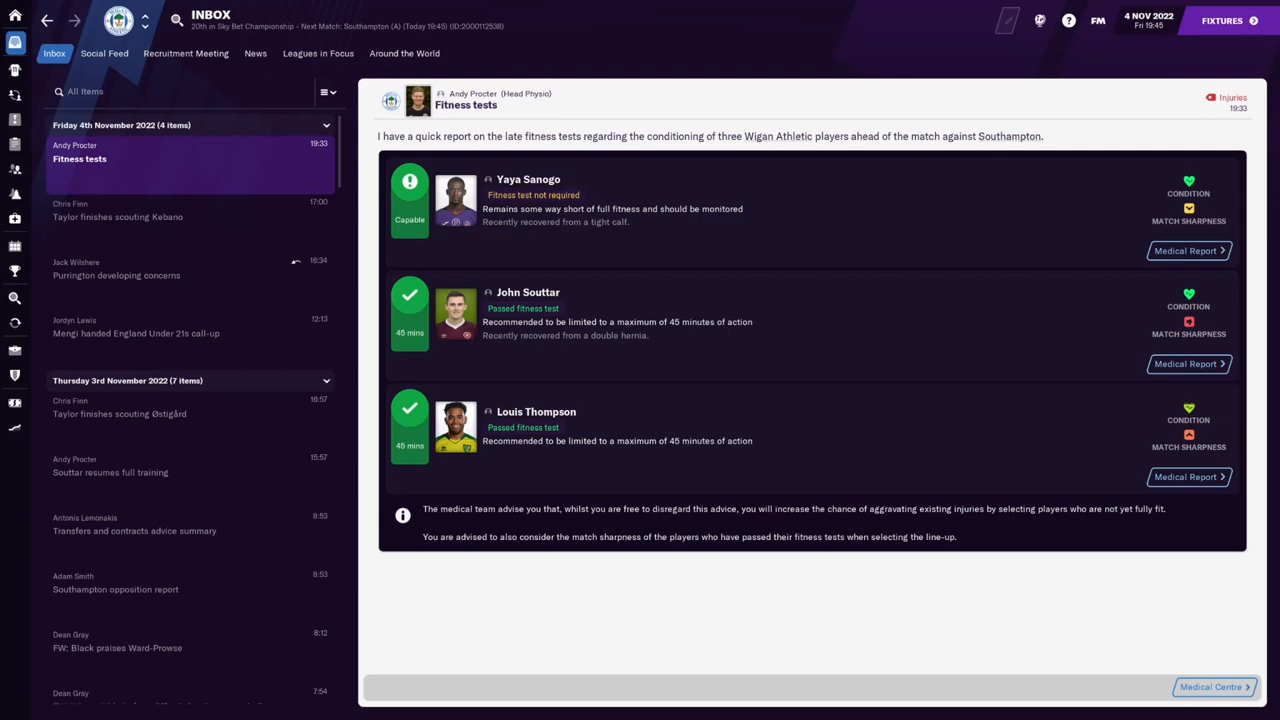 INBOX
20th in Sky Bet Championship - Next Match: Southampton (A) (Today 19:45) (ID:2000112538)
FM
4 NOV 2022
Fri 19:45
FIXTURES
Inbox
Social Feed
Recruitment Meeting
News
Leagues in Focus
Around the World
All Items
Friday 4th November 2022 (4 items)
Andy Procter 19:33
Fitness tests
Chris Finn 17:00
Taylor finishes scouting Kebano
Jack Wilshere 16:34
Purrington developing concerns
Jordyn Lewis 12:13
Mengi handed England Under 21s call-up
Thursday 3rd November 2022 (7 items)
Chris Finn 16:57
Taylor finishes scouting Østigård
Andy Procter 15:57
Souttar resumes full training
Antonis Lemonakis 8:53
Transfers and contracts advice summary
Adam Smith 8:53
Southampton opposition report
Dean Gray 8:12
FW: Black praises Ward-Prowse
Dean Gray 7:54
Andy Procter (Head Physio)
Fitness tests
Injuries
19:33
I have a quick report on the late fitness tests regarding the conditioning of three Wigan Athletic players ahead of the match against Southampton.
Capable
Yaya Sanogo
Fitness test not required
Remains some way short of full fitness and should be monitored
Recently recovered from a tight calf.
CONDITION
MATCH SHARPNESS
Medical Report
45 mins
John Souttar
Passed fitness test
Recommended to be limited to a maximum of 45 minutes of action
Recently recovered from a double hernia.
CONDITION
MATCH SHARPNESS
Medical Report
45 mins
Louis Thompson
Passed fitness test
Recommended to be limited to a maximum of 45 minutes of action
CONDITION
MATCH SHARPNESS
Medical Report
The medical team advise you that, whilst you are free to disregard this advice, you will increase the chance of aggravating existing injuries by selecting players who are not yet fully fit.
You are advised to also consider the match sharpness of the players who have passed their fitness tests when selecting the line-up.
Medical Centre